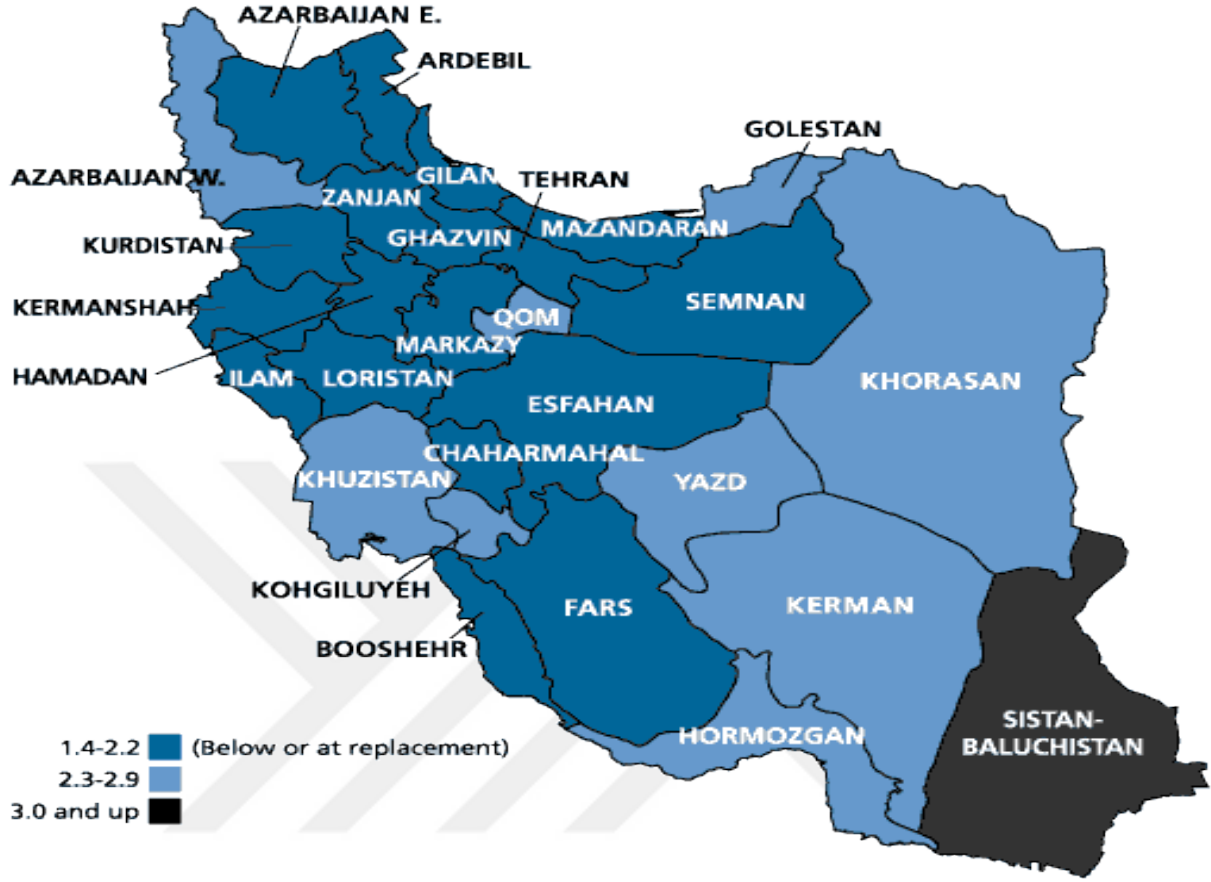 AZARBAIJAN E.
ARDEBIL
GOLESTAN
AZARBAIJAN W.
GILAN
TEHRAN
ZANJAN
MAZANDARAN
KURDISTAN
GHAZVIN
SEMNAN
KERMANSHAH
QOM
MARKAZY
HAMADAN
ILAM
LORISTAN
KHORASAN
ESFAHAN
CHAHARMAHAL
KHUZISTAN
YAZD
KOHGILUYEH
FARS
KERMAN
BOOSHEHR
HORMOZGAN
SISTAN-
BALUCHISTAN
1.4-2.2 (Below or at replacement)
2.3-2.9
3.0 and up